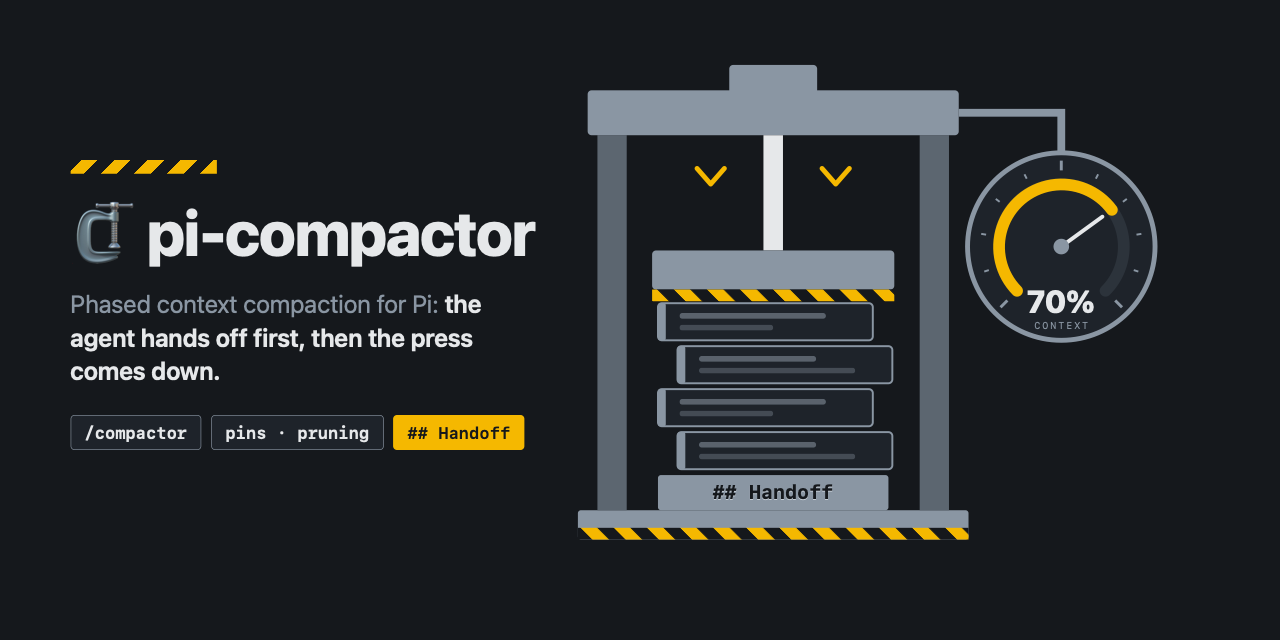 pi-compactor
Phased context compaction for Pi: the
agent hands off first, then the press
comes down.
/compactor
pins · pruning
## Handoff
## Handoff
70%
CONTEXT